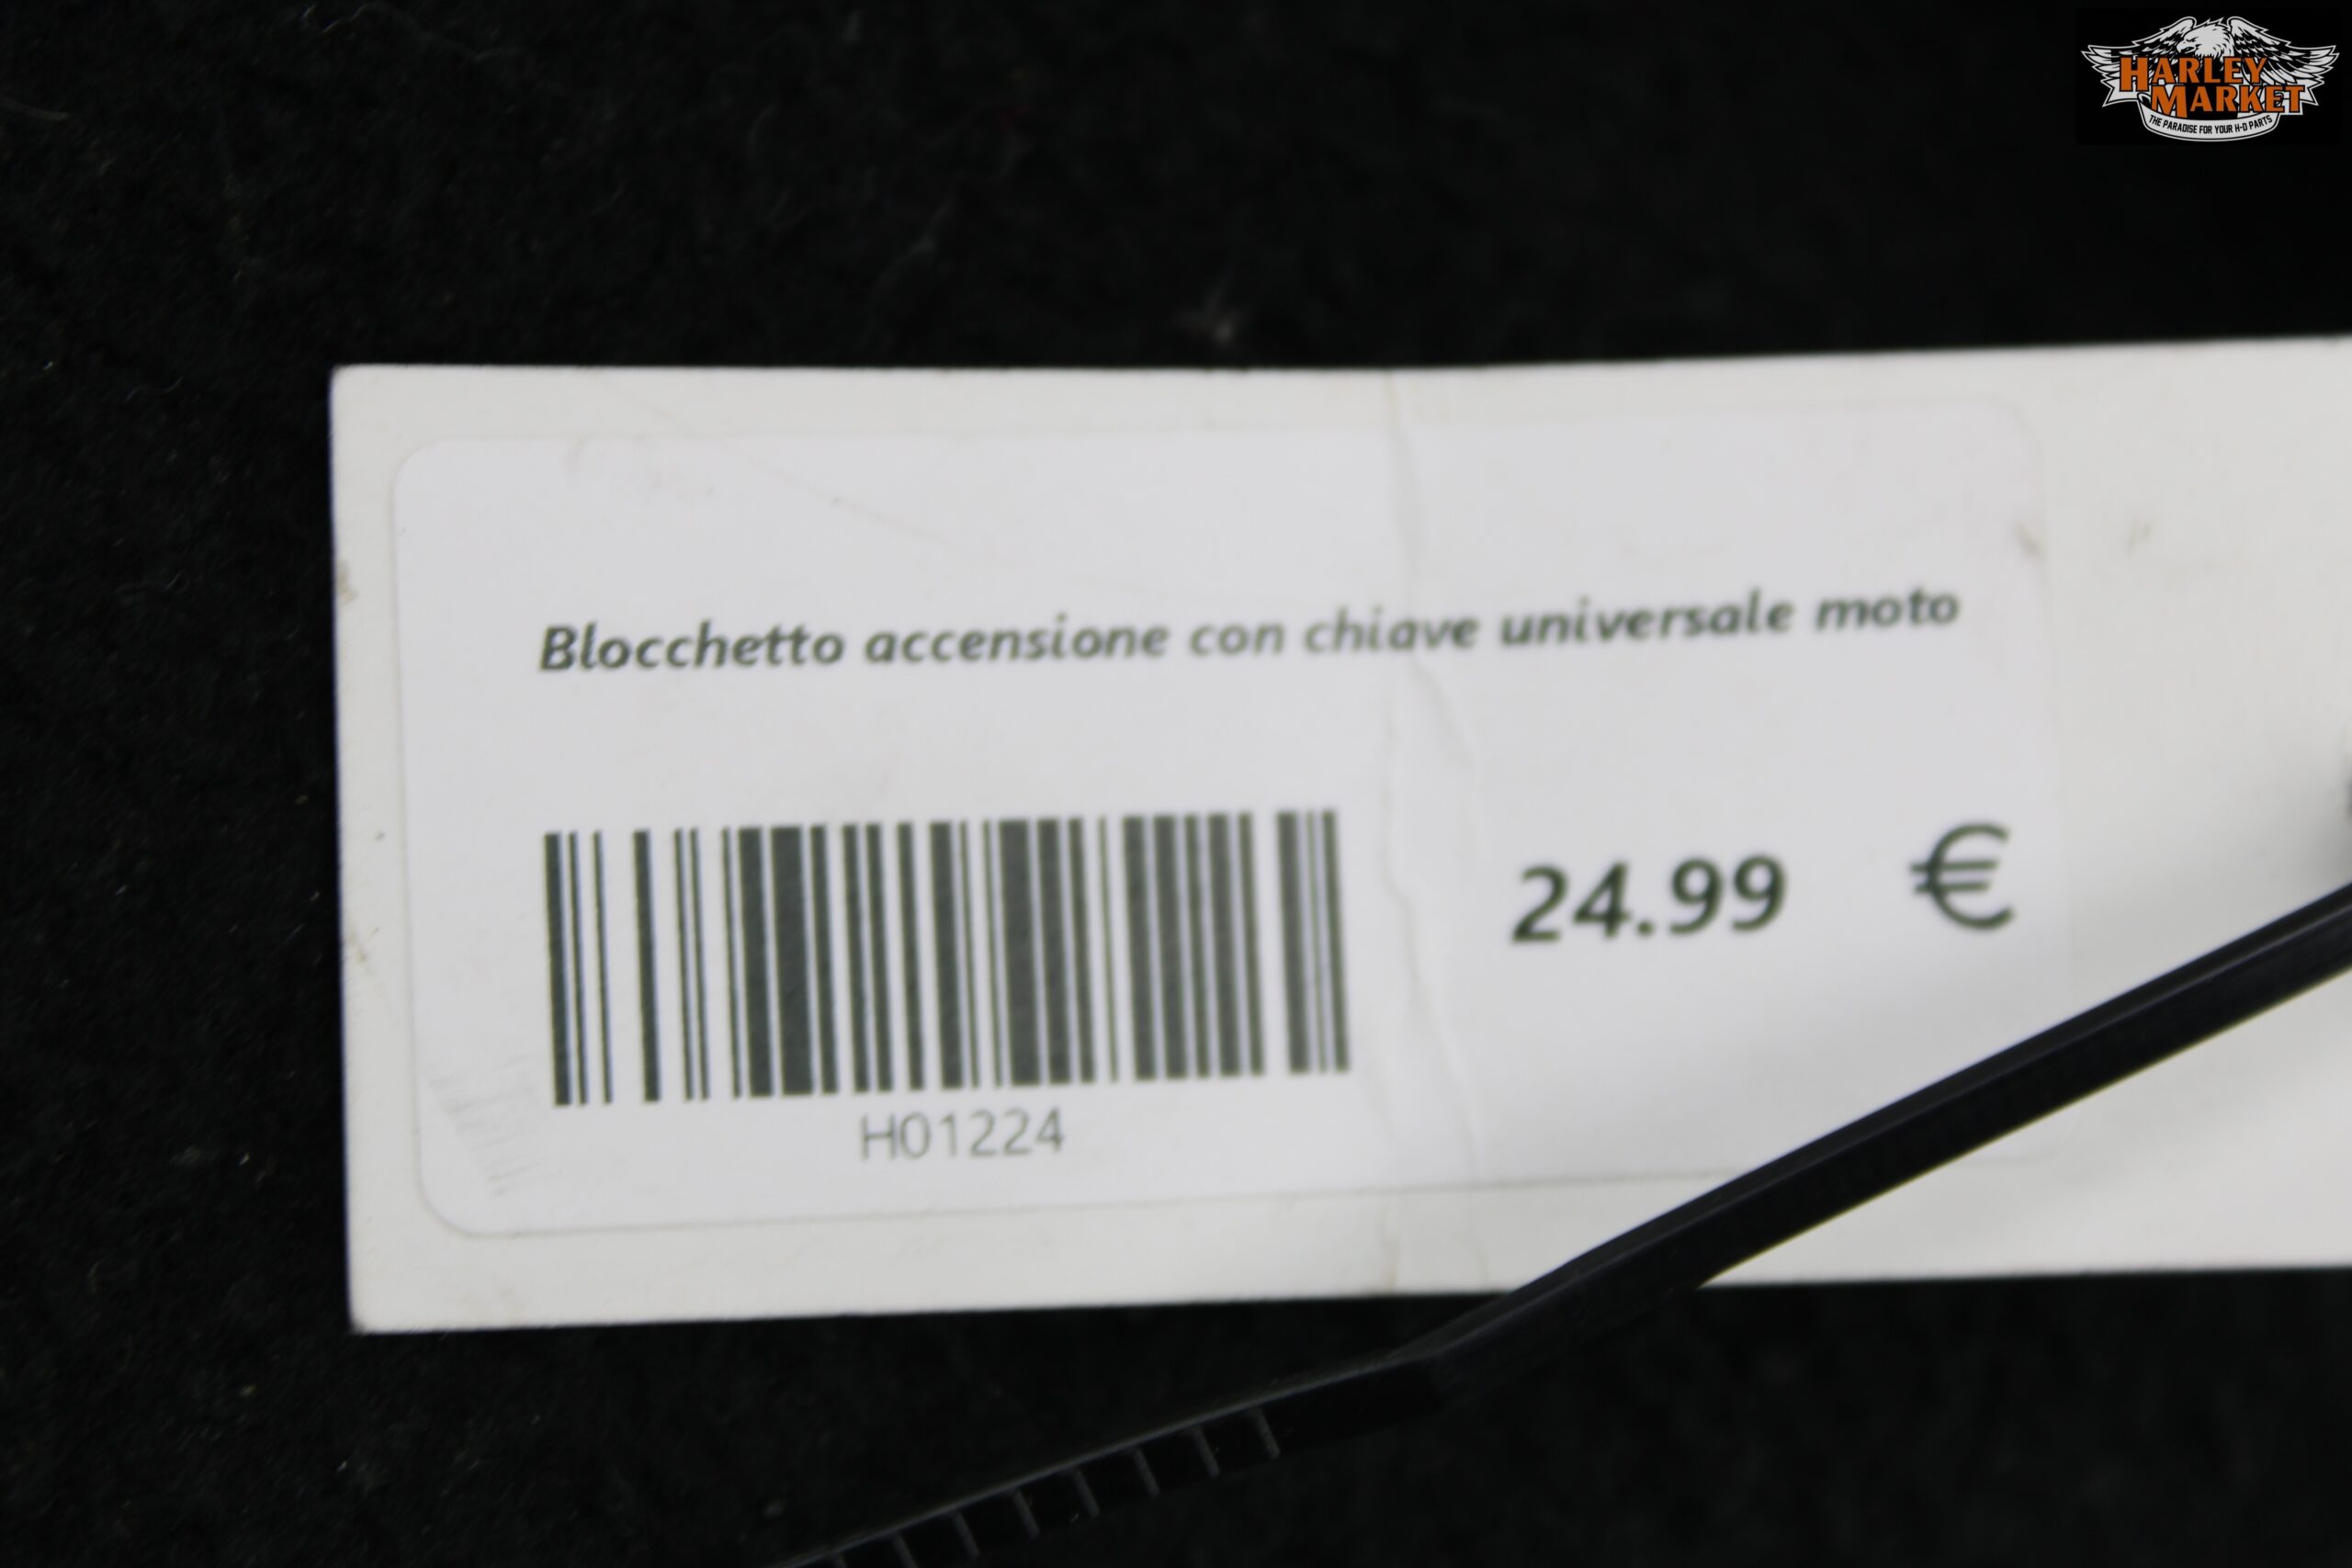 HARLEY
MARKET
THE PARADISE FOR YOUR H-D PARTS
Blocchetto accensione con chiave universale moto
24.99 €
H01224